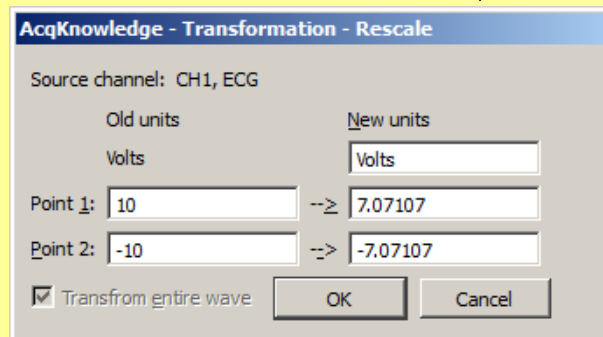 AcqKnowledge - Transformation - Rescale
Source channel: CH1, ECG
Old units New units
Volts Volts
Point 1: 10 --> 7.07107
Point 2: -10 --> -7.07107
Transfrom entire wave OK Cancel